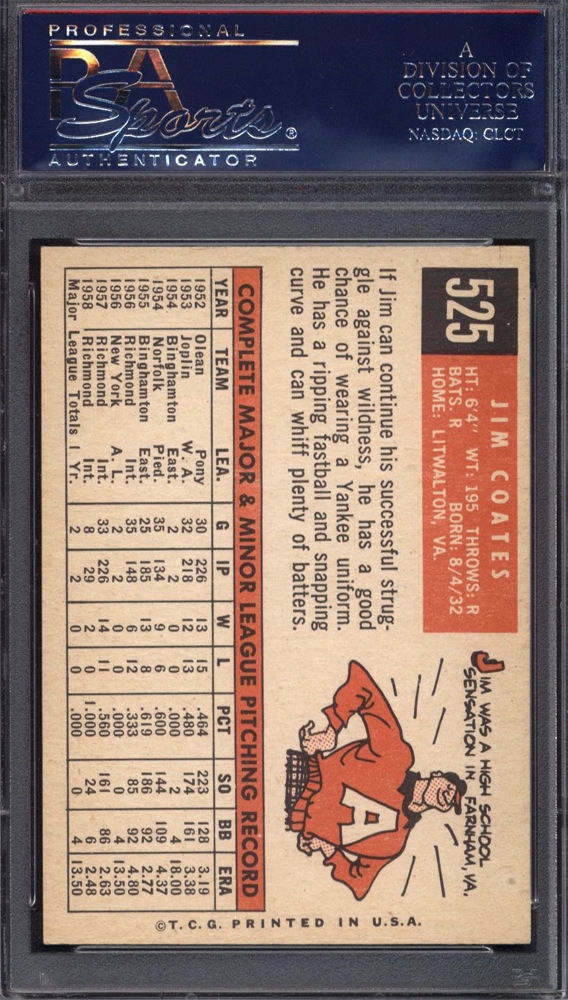 PROFESSIONAL
PSA
Sports®
AUTHENTICATOR
A
DIVISION OF
COLLECTORS
UNIVERSE
NASDAQ: CLCT
525
JIM COATES
HT: 6'4" WT: 195 THROWS: R
BATS. R BORN: 8/4/32
HOME: LITWALTON, VA.
JIM WAS A HIGH SCHOOL
SENSATION IN FARNHAM, VA.
A
If Jim can continue his successful strug-
gle against wildness, he has a good
chance of wearing a Yankee uniform.
He has a ripping fastball and snapping
curve and can whiff plenty of batters.
COMPLETE MAJOR & MINOR LEAGUE PITCHING RECORD
YEAR TEAM LEA. G IP W L PCT SO BB ERA
1952 Olean Pony 30 226 13 15 .464 223 128 3.19
1953 Joplin W. A. 32 218 12 13 .480 174 161 3.38
1954 Binghamton East. 2 2 0 0 .000 2 4 18.00
1954 Norfolk Pied. 35 134 9 6 .600 144 109 4.37
1955 Binghamton East. 25 185 13 8 .619 186 92 2.77
1956 Richmond Int. 35 148 6 12 .333 85 92 4.80
1956 New York A. L. 2 2 0 0 .000 0 4 13.50
1957 Richmond Int. 33 226 14 11 .560 161 86 2.63
1958 Richmond Int. 8 29 2 0 1.000 24 6 2.48
Major League Totals 1 Yr. 2 2 0 0 .000 0 4 13.50
©T.C.G. PRINTED IN U.S.A.